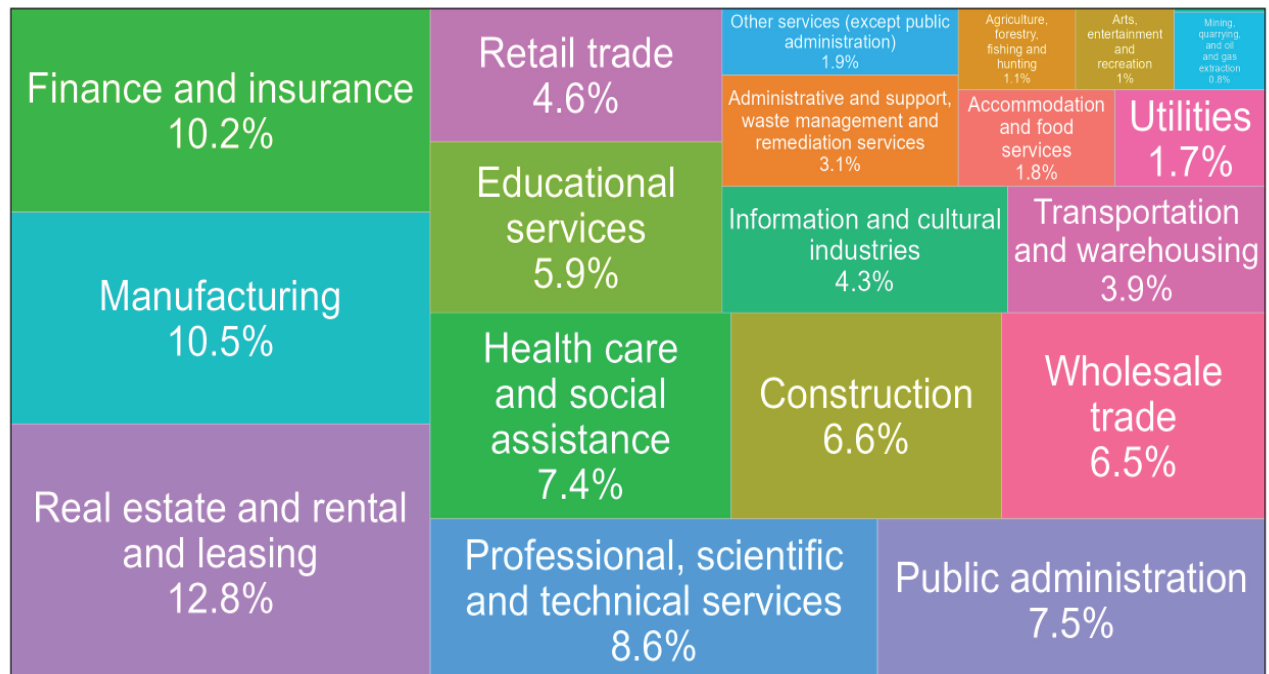 Finance and insurance
10.2%
Manufacturing
10.5%
Real estate and rental
and leasing
12.8%
Retail trade
4.6%
Educational
services
5.9%
Health care
and social
assistance
7.4%
Professional, scientific
and technical services
8.6%
Other services (except public
administration)
1.9%
Administrative and support,
waste management and
remediation services
3.1%
Information and cultural
industries
4.3%
Construction
6.6%
Agriculture,
forestry,
fishing and
hunting
1.1%
Arts,
entertainment
and
recreation
1%
Mining,
quarrying,
and oil
and gas
extraction
0.8%
Accommodation
and food
services
1.8%
Utilities
1.7%
Transportation
and warehousing
3.9%
Wholesale
trade
6.5%
Public administration
7.5%